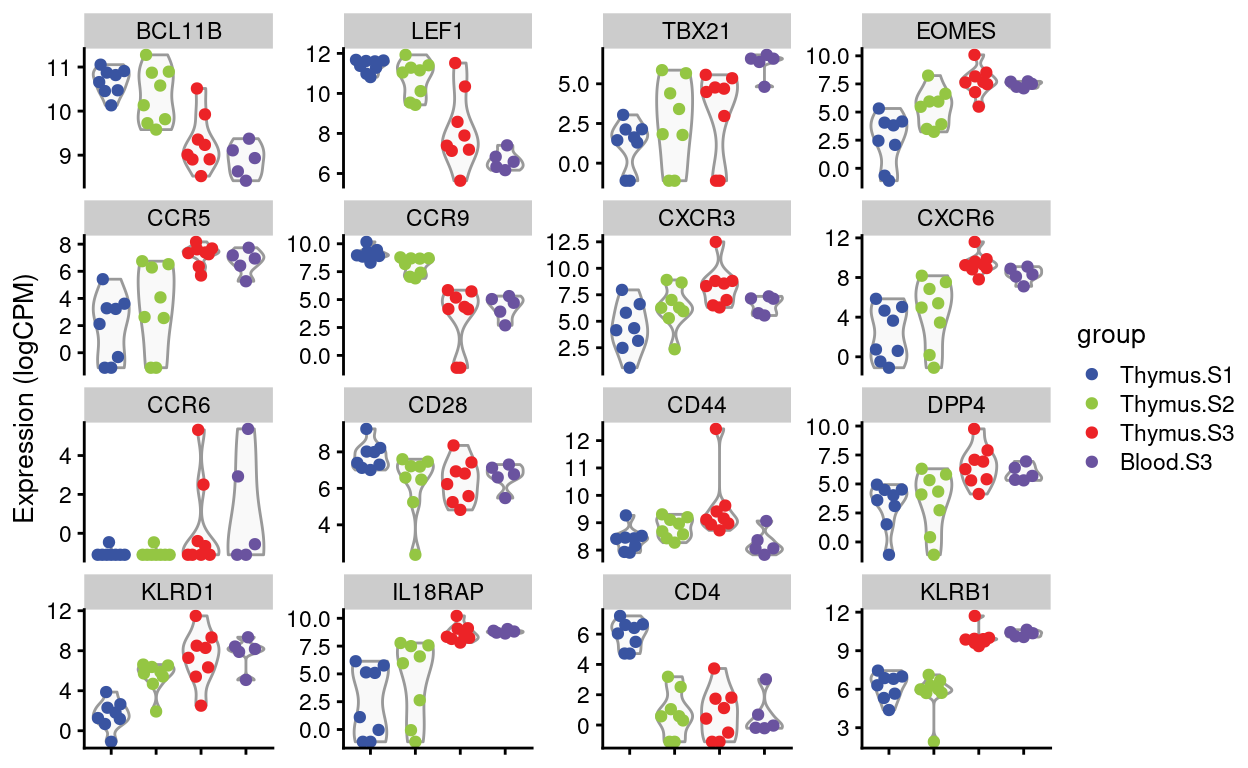 BCL11B LEF1 TBX21 EOMES
11 10 9
12 10 8 6
5.0 2.5 0.0
10.0 7.5 5.0 2.5 0.0
CCR5 CCR9 CXCR3 CXCR6
8 6 4 2 0
10.0 7.5 5.0 2.5 0.0
12.5 10.0 7.5 5.0 2.5
12 8 4 0
CCR6 CD28 CD44 DPP4
4 2 0
8 6 4
12 11 10 9 8
10.0 7.5 5.0 2.5 0.0
KLRD1 IL18RAP CD4 KLRB1
12 8 4 0
10.0 7.5 5.0 2.5 0.0
6 4 2 0
12 9 6 3
Expression (logCPM)
group
Thymus.S1
Thymus.S2
Thymus.S3
Blood.S3